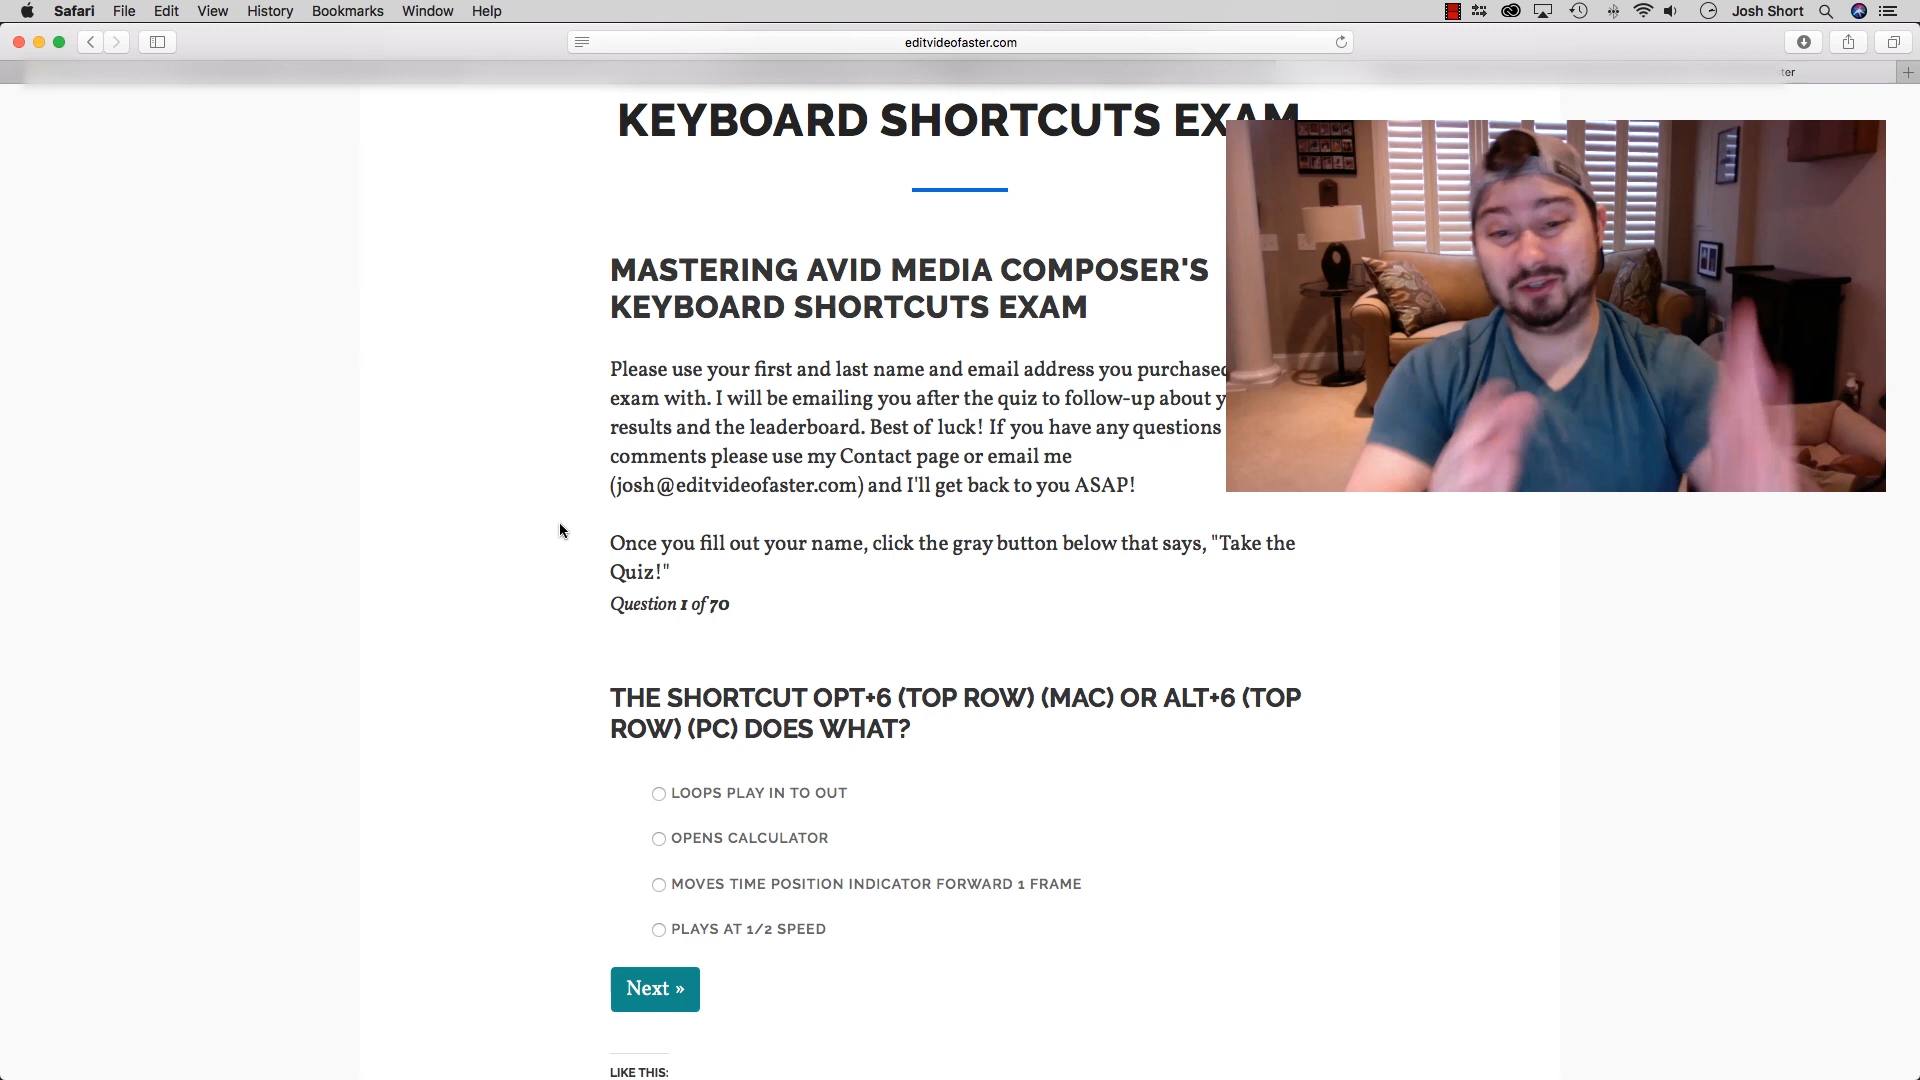 Safari File Edit View History Bookmarks Window Help Josh Short
editvideofaster.com
ter
KEYBOARD SHORTCUTS EXAM
MASTERING AVID MEDIA COMPOSER'S
KEYBOARD SHORTCUTS EXAM
Please use your first and last name and email address you purchased
exam with. I will be emailing you after the quiz to follow-up about y
results and the leaderboard. Best of luck! If you have any questions
comments please use my Contact page or email me
(josh@editvideofaster.com) and I'll get back to you ASAP!
Once you fill out your name, click the gray button below that says, "Take the
Quiz!"
Question 1 of 70
THE SHORTCUT OPT+6 (TOP ROW) (MAC) OR ALT+6 (TOP
ROW) (PC) DOES WHAT?
LOOPS PLAY IN TO OUT
OPENS CALCULATOR
MOVES TIME POSITION INDICATOR FORWARD 1 FRAME
PLAYS AT 1/2 SPEED
Next »
LIKE THIS: